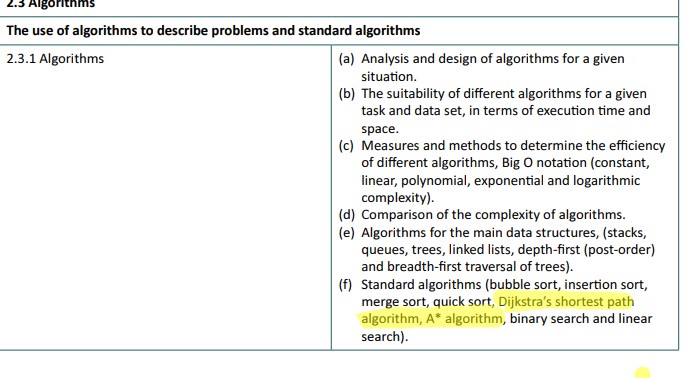 2.3 Algorithms
The use of algorithms to describe problems and standard algorithms
2.3.1 Algorithms
(a) Analysis and design of algorithms for a given
situation.
(b) The suitability of different algorithms for a given
task and data set, in terms of execution time and
space.
(c) Measures and methods to determine the efficiency
of different algorithms, Big O notation (constant,
linear, polynomial, exponential and logarithmic
complexity).
(d) Comparison of the complexity of algorithms.
(e) Algorithms for the main data structures, (stacks,
queues, trees, linked lists, depth-first (post-order)
and breadth-first traversal of trees).
(f) Standard algorithms (bubble sort, insertion sort,
merge sort, quick sort, Dijkstra's shortest path
algorithm, A* algorithm, binary search and linear
search).